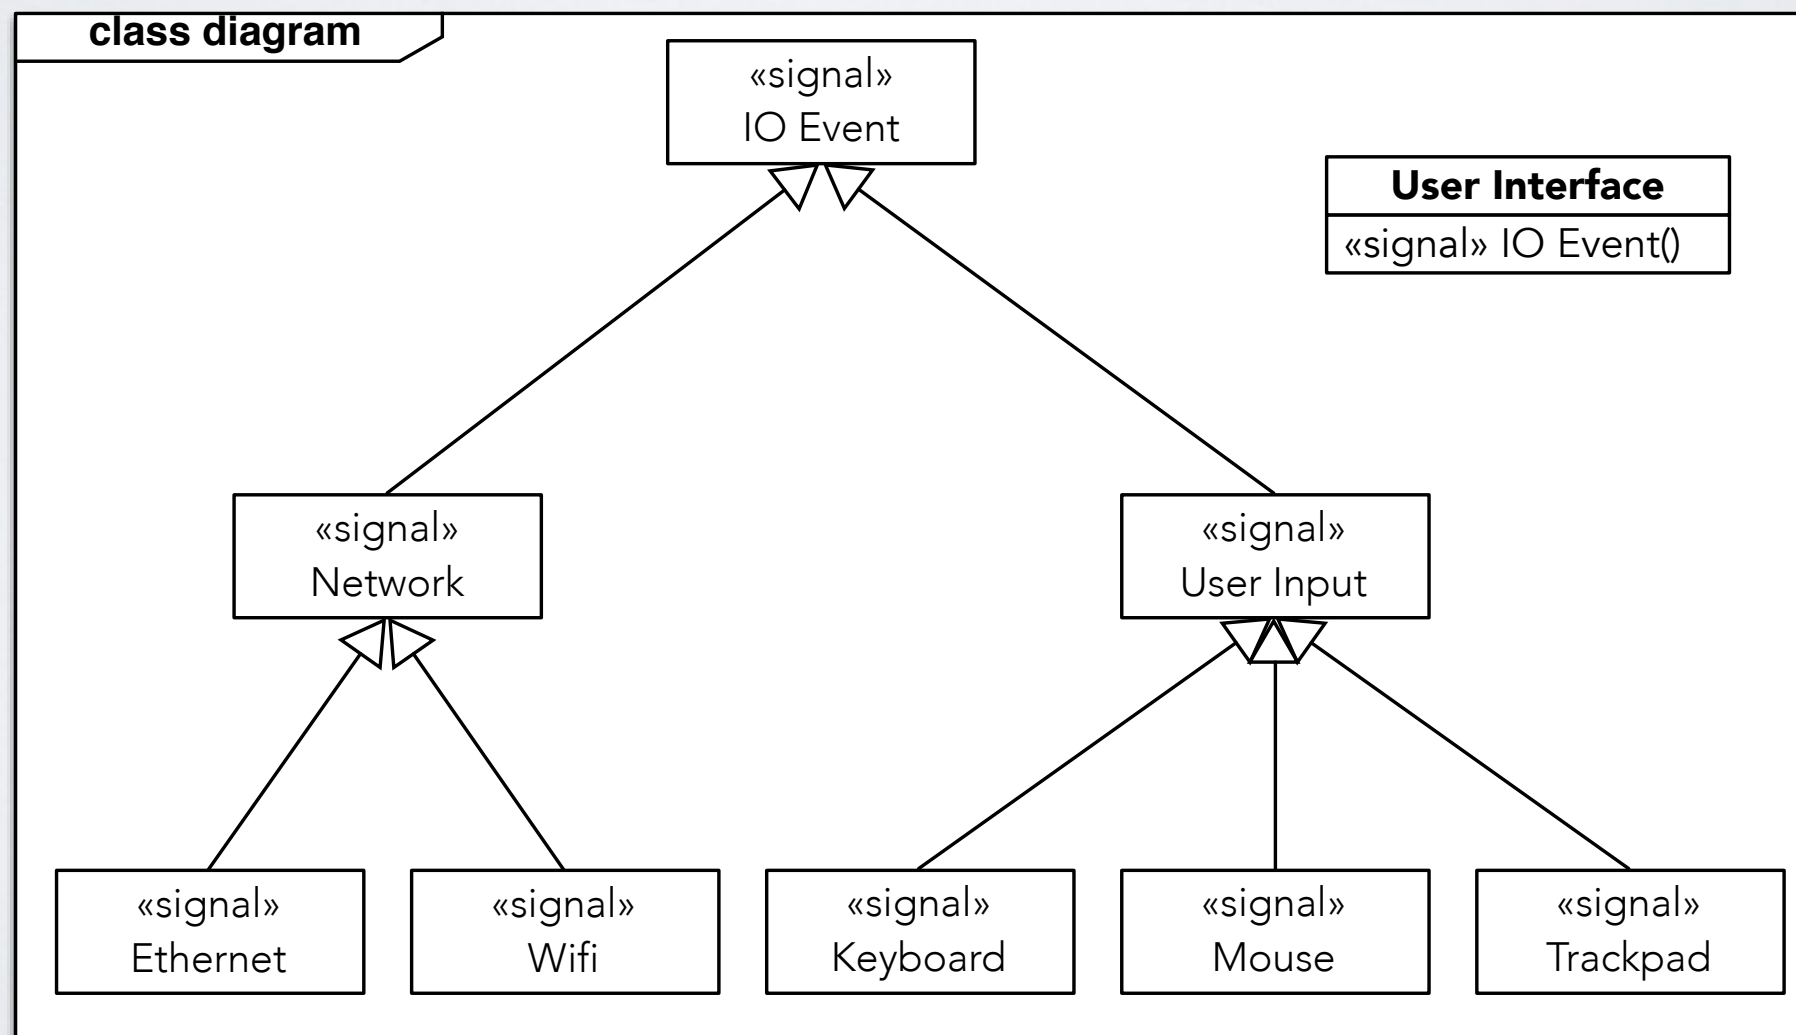 class diagram
«signal»
IO Event
User Interface
«signal» IO Event()
«signal»
Network
«signal»
User Input
«signal»
Ethernet
«signal»
Wifi
«signal»
Keyboard
«signal»
Mouse
«signal»
Trackpad